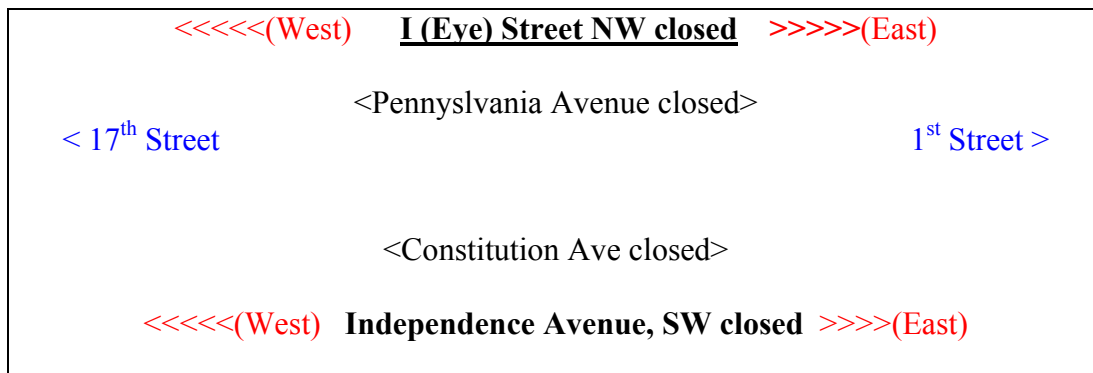 <<<<<(West) I (Eye) Street NW closed >>>>>(East)
<Pennyslvania Avenue closed>
< 17th Street 1st Street >
<Constitution Ave closed>
<<<<<(West) Independence Avenue, SW closed >>>>(East)